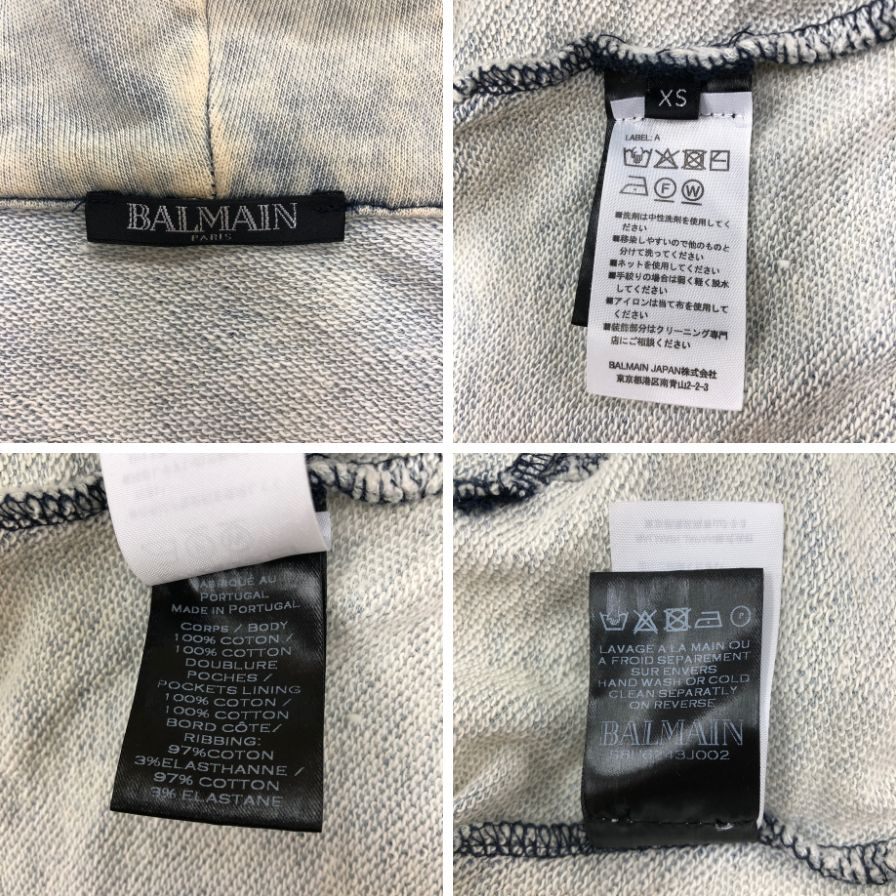 BALMAIN
PARIS
XS
LABEL: A
F W
■洗剤は中性洗剤を使用してく
ださい
■移染しやすいので他のものと
分けて洗ってください
■ネットを使用してください
■手絞りの場合は弱く軽く脱水
してください
■アイロンは当て布を使用して
ください
■装飾部分はクリーニング専門
店にご相談ください
BALMAIN JAPAN株式会社
東京都港区南青山2-2-3
FABRIQUÉ AU
PORTUGAL
MADE IN PORTUGAL
CORPS / BODY
100% COTON /
100% COTTON
DOUBLURE
POCHES /
POCKETS LINING
100% COTON /
100% COTTON
BORD CÔTE/
RIBBING:
97%COTON
3%ELASTHANNE /
97% COTTON
3% ELASTANE
P
LAVAGE A LA MAIN OU
A FROID SEPAREMENT
SUR ENVERS
HAND WASH OR COLD
CLEAN SEPARATELY
ON REVERSE
BALMAIN